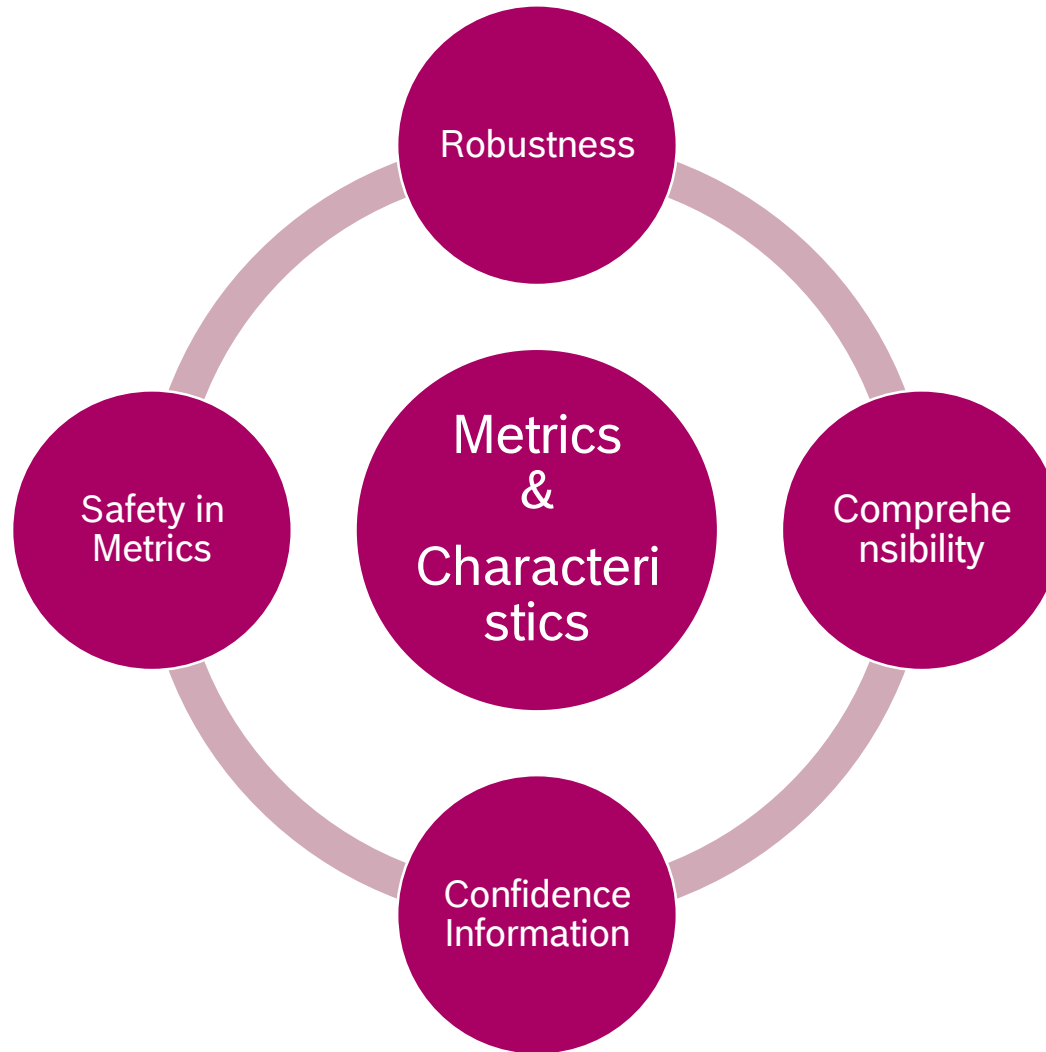 Robustness
Metrics
&
Characteri
stics
Safety in
Metrics
Comprehe
nsibility
Confidence
Information